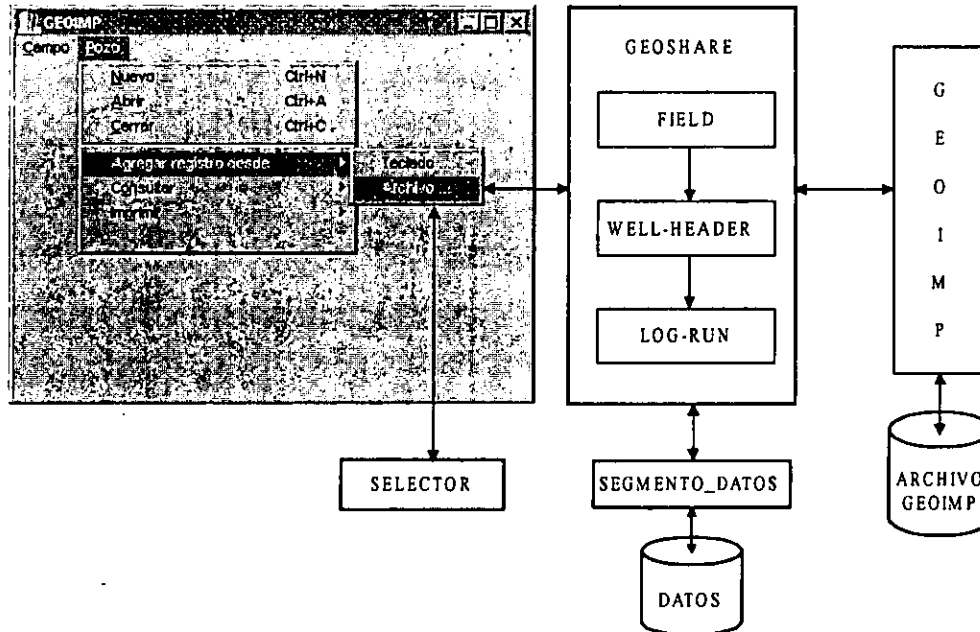 GEOIMP
Campo Pozo
Nuevo Ctrl+N
Abrir Ctrl+A
Cerrar Ctrl+C
Agregar registro desde
Teclado
Consultar
Archivo ...
Imprimir
GEOSHARE
FIELD
WELL-HEADER
LOG-RUN
GEOIMP
SELECTOR
SEGMENTO_DATOS
DATOS
ARCHIVO
GEOIMP